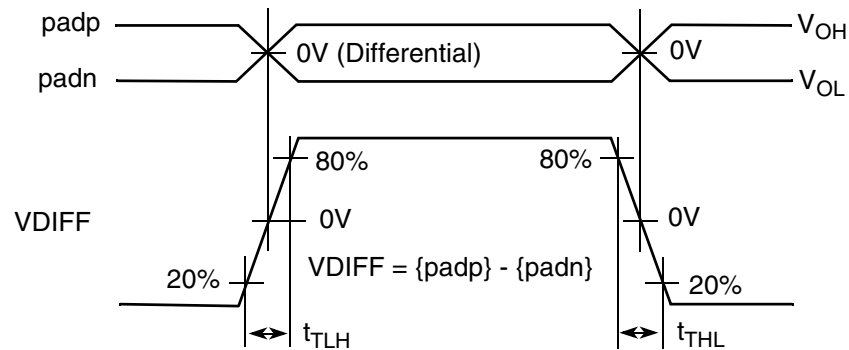 padp
V_OH
0V (Differential)
0V
padn
V_OL
80%
80%
VDIFF
0V
0V
VDIFF = {padp} - {padn}
20%
20%
t_TLH
t_THL